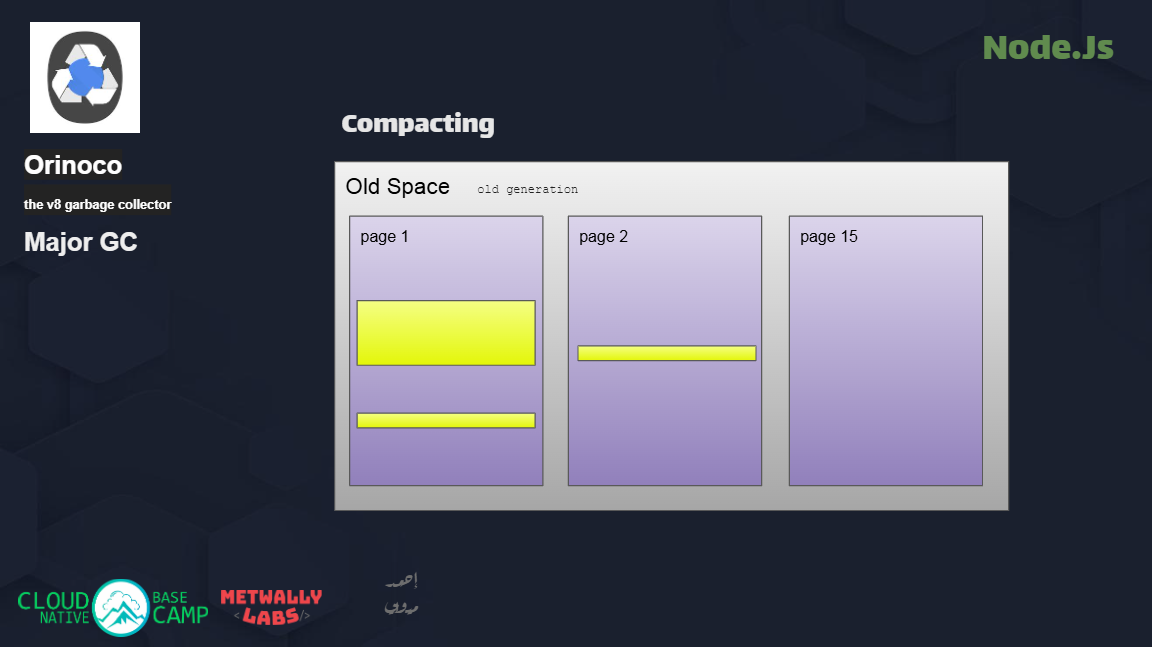 Node.Js
Orinoco
the v8 garbage collector
Major GC
Compacting
Old Space old generation
page 1
page 2
page 15
CLOUD NATIVE
BASE CAMP
METWALLY
<LABS/>
أحمد